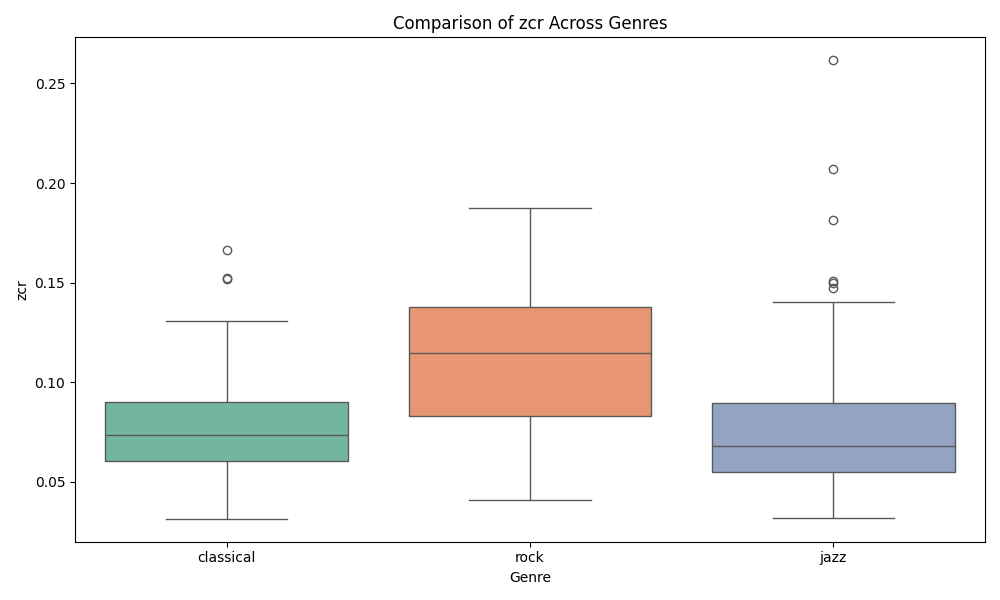 Comparison of zcr Across Genres
0.25
0.20
0.15
0.10
0.05
zcr
classical
rock
jazz
Genre